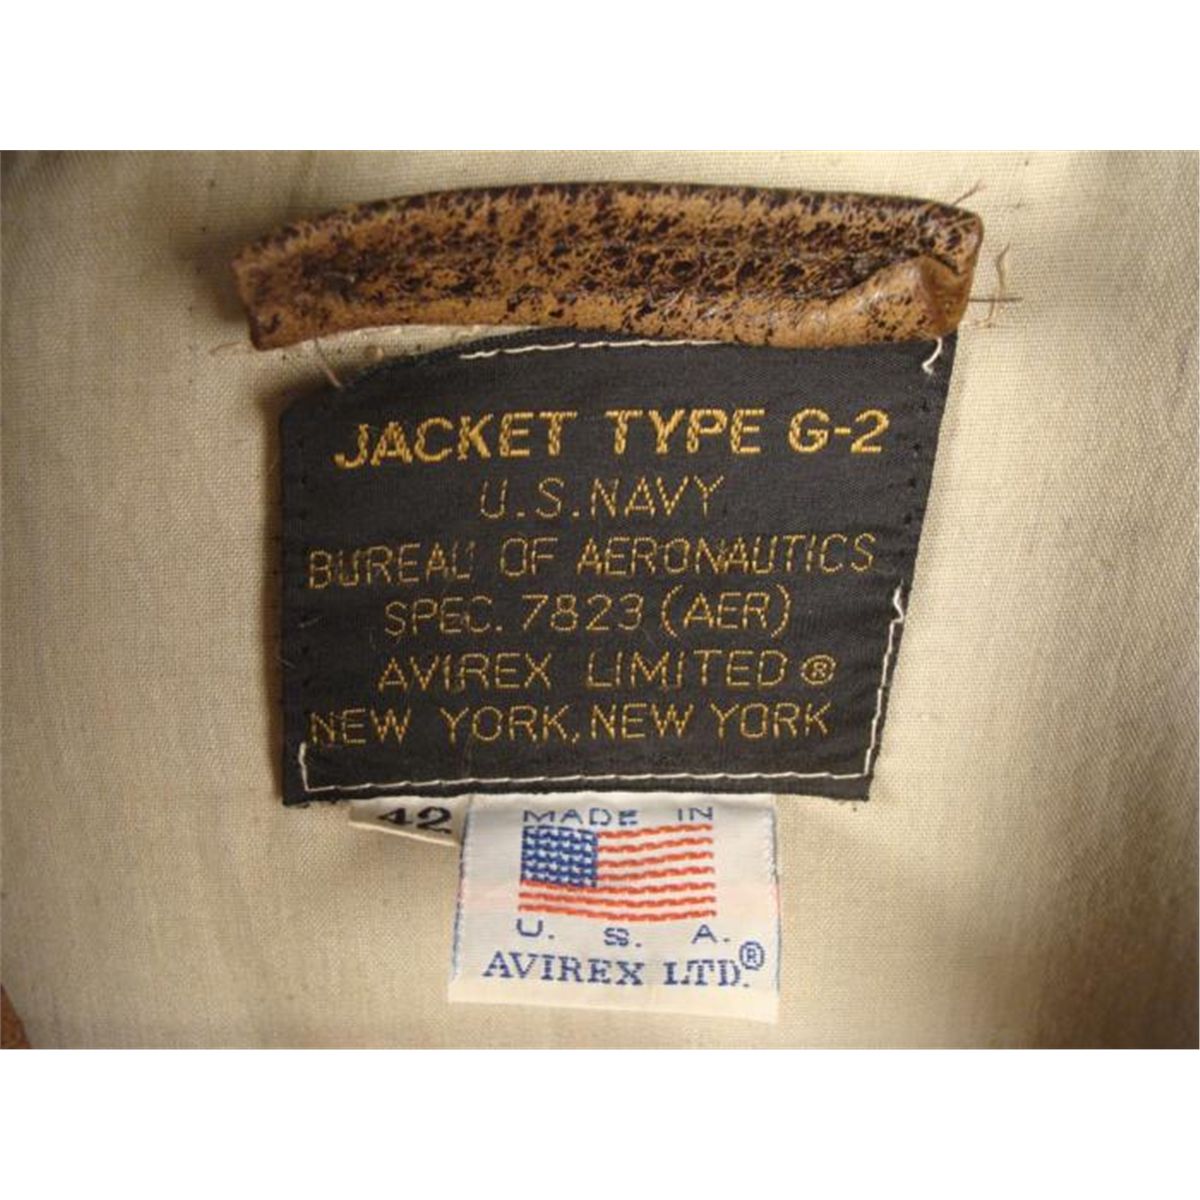 JACKET TYPE G-2
U.S. NAVY
BUREAU OF AERONAUTICS
SPEC. 7823 (AER)
AVIREX LIMITED ®
NEW YORK, NEW YORK
42
MADE IN
U. S. A.
AVIREX LTD.®